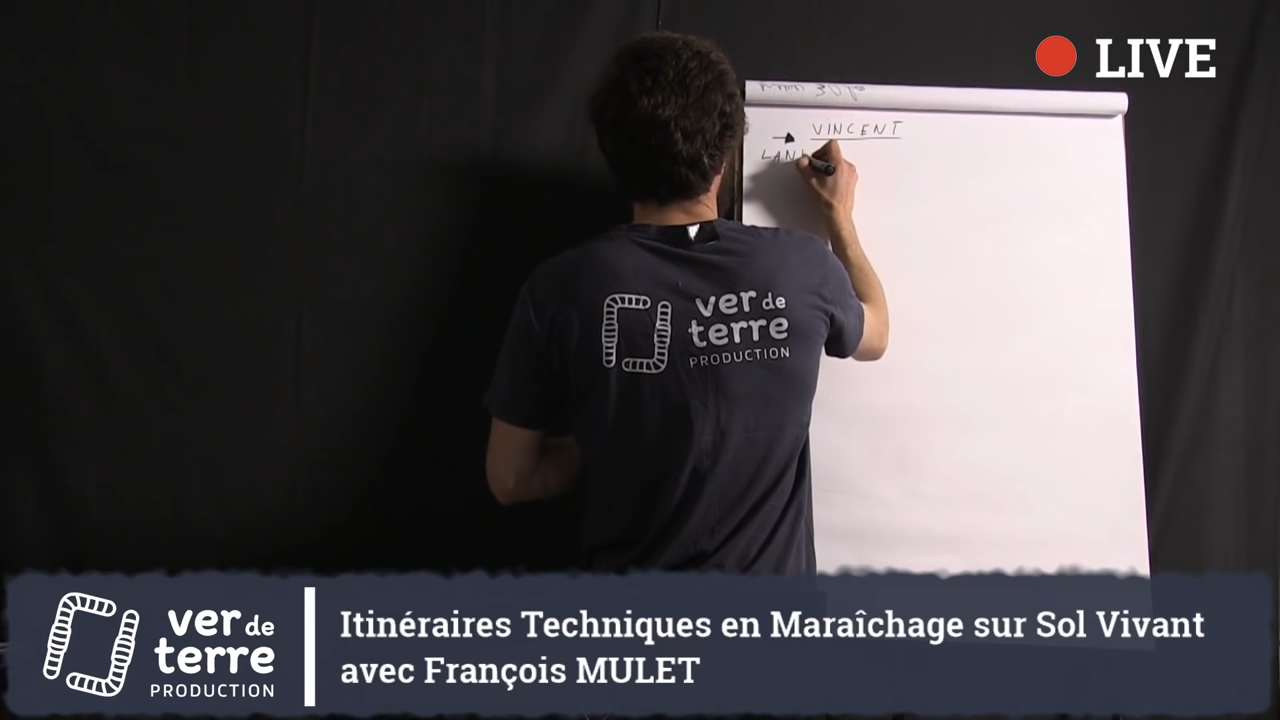 LIVE
VINCENT
ver de
terre
PRODUCTION
ver de
terre
PRODUCTION
Itinéraires Techniques en Maraîchage sur Sol Vivant
avec François MULET